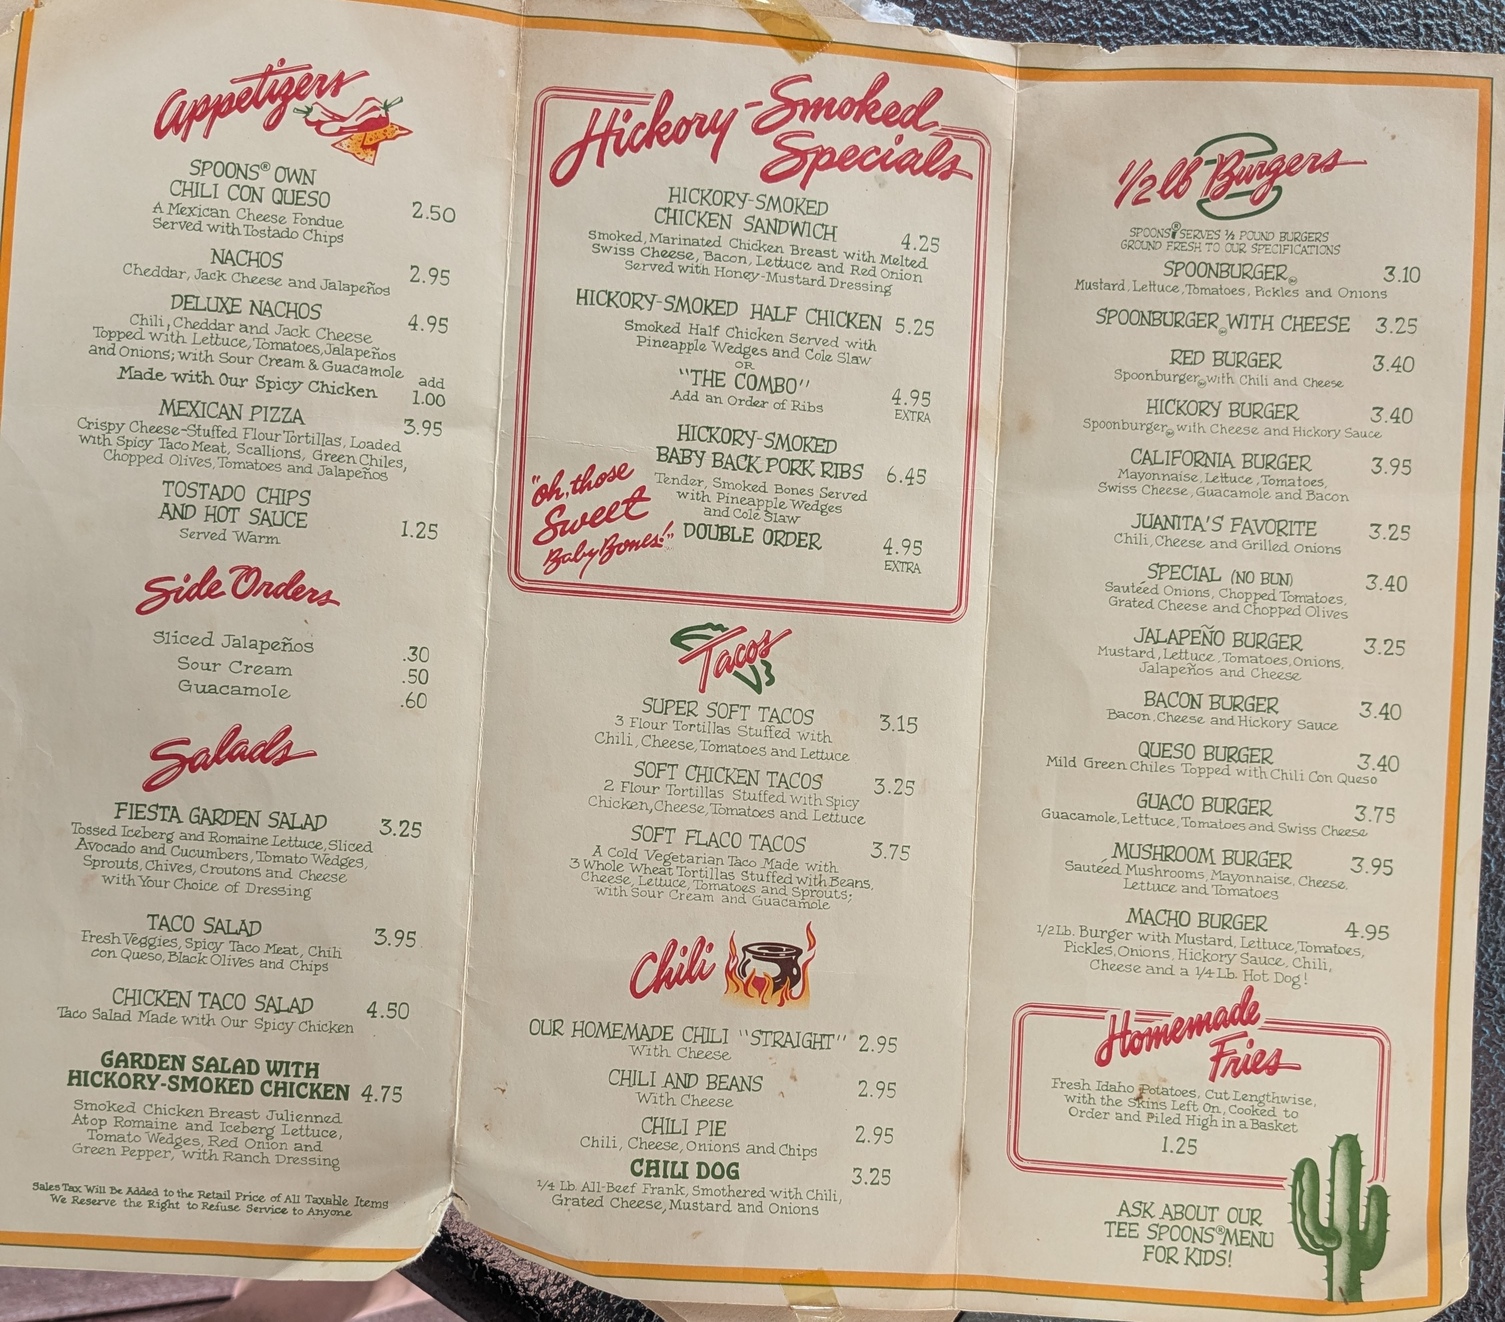 Appetizers
SPOONS® OWN
CHILI CON QUESO 2.50
A Mexican Cheese Fondue
Served with Tostado Chips
NACHOS 2.95
Cheddar, Jack Cheese and Jalapeños
DELUXE NACHOS 4.95
Chili, Cheddar and Jack Cheese
Topped with Lettuce, Tomatoes, Jalapeños
and Onions; with Sour Cream & Guacamole
Made with Our Spicy Chicken add 1.00
MEXICAN PIZZA 3.95
Crispy Cheese-Stuffed Flour Tortillas, Loaded
with Spicy Taco Meat, Scallions, Green Chiles,
Chopped Olives, Tomatoes and Jalapeños
TOSTADO CHIPS
AND HOT SAUCE 1.25
Served Warm
Side Orders
Sliced Jalapeños .30
Sour Cream .50
Guacamole .60
Salads
FIESTA GARDEN SALAD 3.25
Tossed Iceberg and Romaine Lettuce, Sliced
Avocado and Cucumbers, Tomato Wedges,
Sprouts, Chives, Croutons and Cheese
with Your Choice of Dressing
TACO SALAD 3.95
Fresh Veggies, Spicy Taco Meat, Chili
con Queso, Black Olives and Chips
CHICKEN TACO SALAD 4.50
Taco Salad Made with Our Spicy Chicken
GARDEN SALAD WITH
HICKORY-SMOKED CHICKEN 4.75
Smoked Chicken Breast Julienned
Atop Romaine and Iceberg Lettuce,
Tomato Wedges, Red Onion and
Green Pepper, with Ranch Dressing
Sales Tax Will Be Added to the Retail Price of All Taxable Items
We Reserve the Right to Refuse Service to Anyone
Hickory-Smoked
Specials
HICKORY-SMOKED
CHICKEN SANDWICH 4.25
Smoked, Marinated Chicken Breast with Melted
Swiss Cheese, Bacon, Lettuce and Red Onion
Served with Honey-Mustard Dressing
HICKORY-SMOKED HALF CHICKEN 5.25
Smoked Half Chicken Served with
Pineapple Wedges and Cole Slaw
OR
"THE COMBO" 4.95
Add an Order of Ribs EXTRA
HICKORY-SMOKED
BABY BACK PORK RIBS 6.45
Tender, Smoked Bones Served
with Pineapple Wedges
and Cole Slaw
"oh, those
Sweet
Baby Bones!"
DOUBLE ORDER 4.95
EXTRA
Tacos
SUPER SOFT TACOS 3.15
3 Flour Tortillas Stuffed with
Chili, Cheese, Tomatoes and Lettuce
SOFT CHICKEN TACOS 3.25
2 Flour Tortillas Stuffed with Spicy
Chicken, Cheese, Tomatoes and Lettuce
SOFT FLACO TACOS 3.75
A Cold Vegetarian Taco Made with
3 Whole Wheat Tortillas Stuffed with Beans,
Cheese, Lettuce, Tomatoes and Sprouts;
with Sour Cream and Guacamole
Chili
OUR HOMEMADE CHILI "STRAIGHT" 2.95
With Cheese
CHILI AND BEANS 2.95
With Cheese
CHILI PIE 2.95
Chili, Cheese, Onions and Chips
CHILI DOG 3.25
1/4 Lb. All-Beef Frank, Smothered with Chili,
Grated Cheese, Mustard and Onions
1/2 lb Burgers
SPOONS® SERVES 1/2 POUND BURGERS
GROUND FRESH TO OUR SPECIFICATIONS
SPOONBURGER 3.10
Mustard, Lettuce, Tomatoes, Pickles and Onions
SPOONBURGER WITH CHEESE 3.25
RED BURGER 3.40
Spoonburger with Chili and Cheese
HICKORY BURGER 3.40
Spoonburger with Cheese and Hickory Sauce
CALIFORNIA BURGER 3.95
Mayonnaise, Lettuce, Tomatoes,
Swiss Cheese, Guacamole and Bacon
JUANITA'S FAVORITE 3.25
Chili, Cheese and Grilled Onions
SPECIAL (NO BUN) 3.40
Sautéed Onions, Chopped Tomatoes,
Grated Cheese and Chopped Olives
JALAPEÑO BURGER 3.25
Mustard, Lettuce, Tomatoes, Onions,
Jalapeños and Cheese
BACON BURGER 3.40
Bacon, Cheese and Hickory Sauce
QUESO BURGER 3.40
Mild Green Chiles Topped with Chili Con Queso
GUACO BURGER 3.75
Guacamole, Lettuce, Tomatoes and Swiss Cheese
MUSHROOM BURGER 3.95
Sautéed Mushrooms, Mayonnaise, Cheese,
Lettuce and Tomatoes
MACHO BURGER 4.95
1/2 Lb. Burger with Mustard, Lettuce, Tomatoes,
Pickles, Onions, Hickory Sauce, Chili,
Cheese and a 1/4 Lb. Hot Dog!
Homemade
Fries
Fresh Idaho Potatoes, Cut Lengthwise,
with the Skins Left On, Cooked to
Order and Piled High in a Basket
1.25
ASK ABOUT OUR
TEE SPOONS® MENU
FOR KIDS!